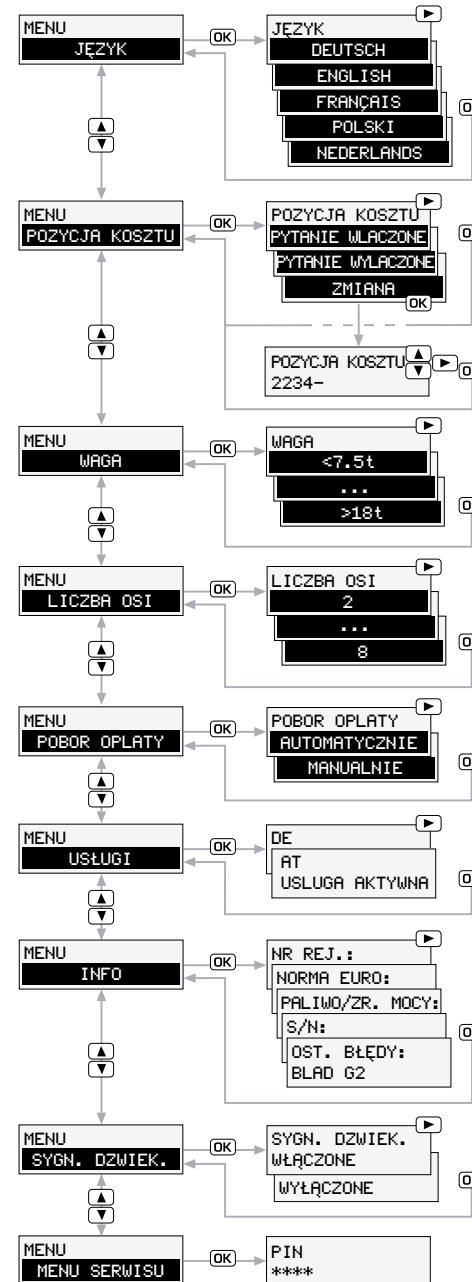 MENU
JĘZYK
OK
JĘZYK
DEUTSCH
ENGLISH
FRANÇAIS
POLSKI
NEDERLANDS
MENU
POZYCJA KOSZTU
OK
POZYCJA KOSZTU
PYTANIE WLACZONE
PYTANIE WYLACZONE
ZMIANA
OK
POZYCJA KOSZTU
2234-
MENU
WAGA
OK
WAGA
<7.5t
...
>18t
MENU
LICZBA OSI
OK
LICZBA OSI
2
...
8
MENU
POBOR OPLATY
OK
POBOR OPLATY
AUTOMATYCZNIE
MANUALNIE
MENU
USŁUGI
OK
DE
AT
USLUGA AKTYWNA
MENU
INFO
OK
NR REJ.:
NORMA EURO:
PALIWO/ZR. MOCY:
S/N:
OST. BŁĘDY:
BLAD G2
MENU
SYGN. DZWIEK.
OK
SYGN. DZWIEK.
WŁĄCZONE
WYŁĄCZONE
MENU
MENU SERWISU
OK
PIN
****